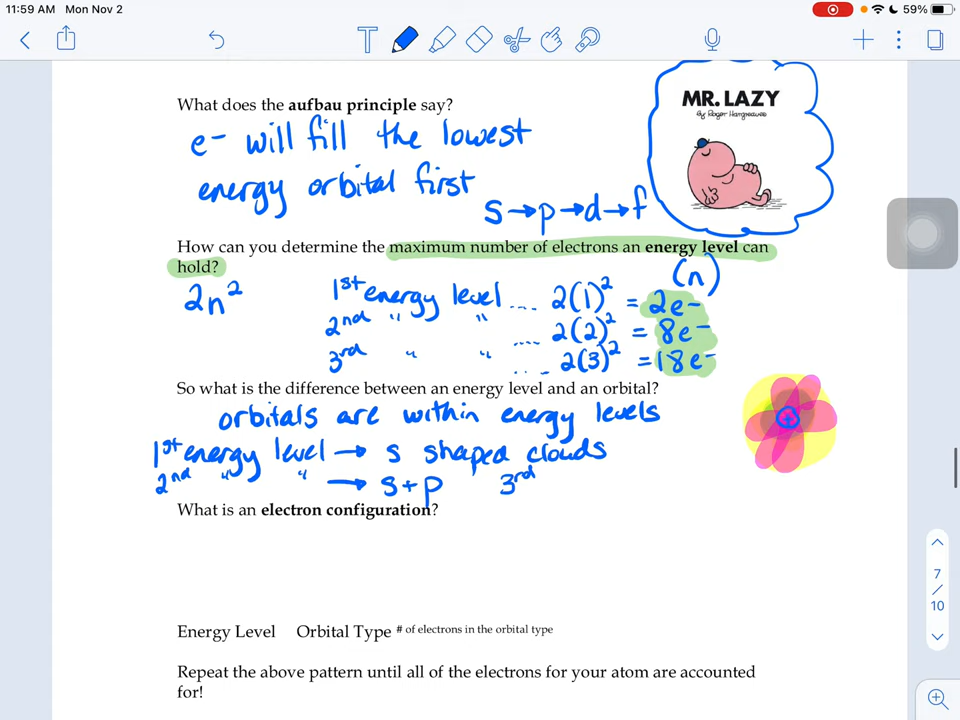 11:59 AM Mon Nov 2
59%
What does the aufbau principle say?
MR. LAZY
By Roger Hargreaves
e- will fill the lowest
energy orbital first
s→p→d→f
How can you determine the maximum number of electrons an energy level can
hold?
(n)
2n²
1st energy level .... 2(1)² = 2e-
2nd " " .... 2(2)² = 8e-
3rd " " .... 2(3)² = 18e-
So what is the difference between an energy level and an orbital?
orbitals are within energy levels
1st energy level → s shaped clouds
2nd " " → s + p 3rd
What is an electron configuration?
Energy Level Orbital Type # of electrons in the orbital type
Repeat the above pattern until all of the electrons for your atom are accounted
for!
7
/
10